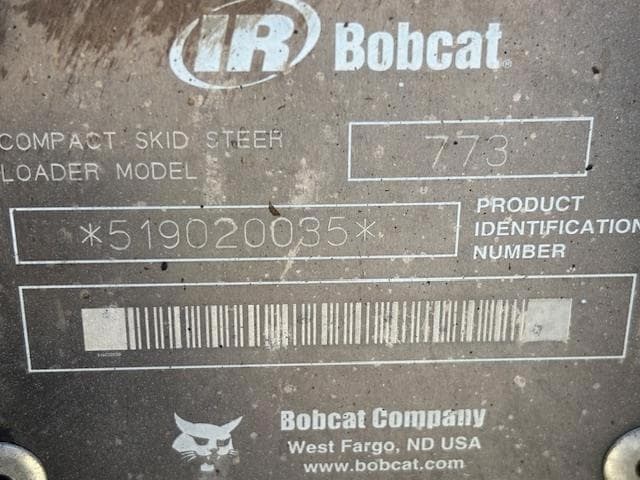 IR Bobcat®
COMPACT SKID STEER
LOADER MODEL
773
*519020035*
PRODUCT
IDENTIFICATION
NUMBER
Bobcat Company
West Fargo, ND USA
www.bobcat.com